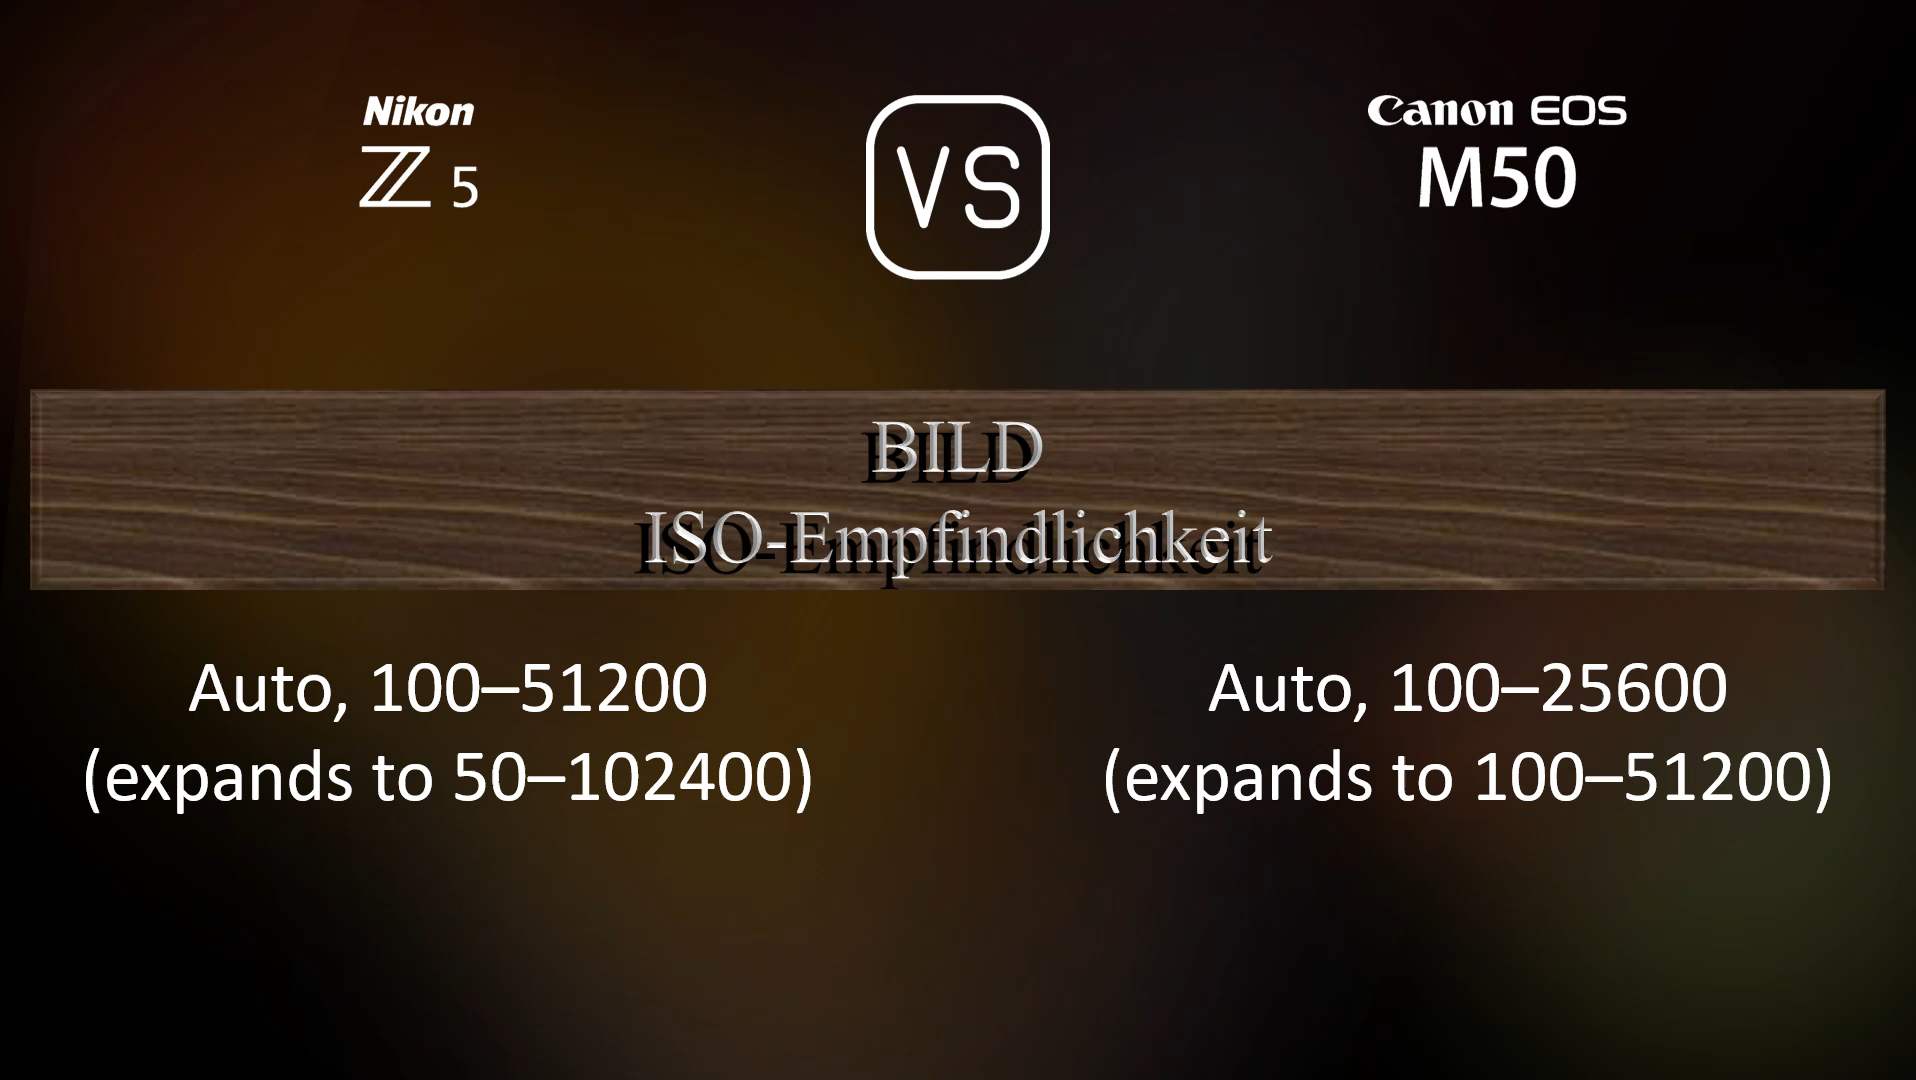 Nikon
Z 5
VS
Canon EOS
M50
BILD
ISO-Empfindlichkeit
Auto, 100–51200
(expands to 50–102400)
Auto, 100–25600
(expands to 100–51200)